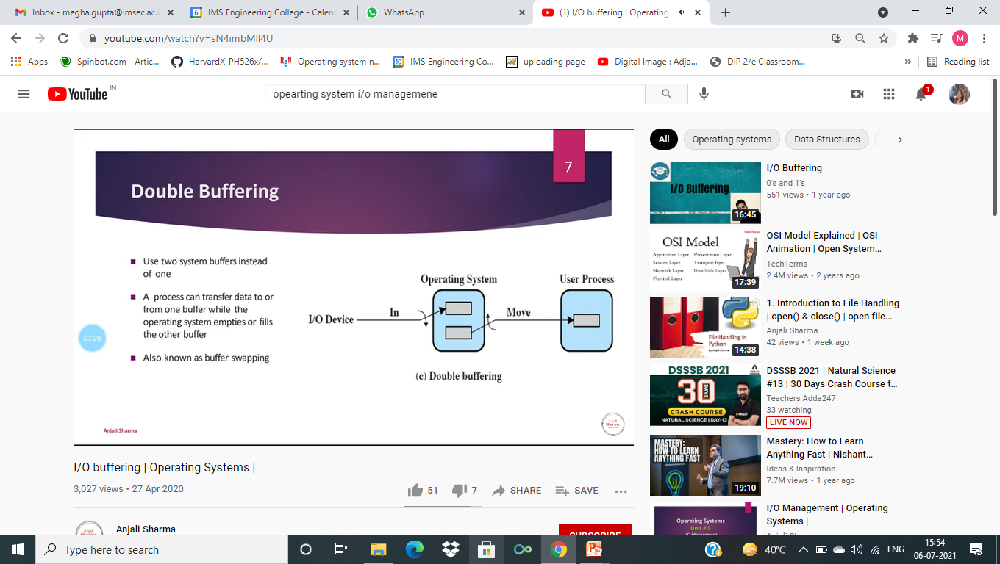 Inbox - megha.gupta@imsec.ac.i
IMS Engineering College - Calenc
WhatsApp
(1) I/O buffering | Operating
youtube.com/watch?v=sN4imbMIl4U
M
Apps
Spinbot.com - Artic...
HarvardX-PH526x/...
Operating system n...
IMS Engineering Co...
uploading page
Digital Image : Adja...
DIP 2/e Classroom...
»
Reading list
YouTube IN
opearting system i/o managemene
1
7
Double Buffering
Use two system buffers instead
of one
A process can transfer data to or
from one buffer while the
operating system empties or fills
the other buffer
Also known as buffer swapping
07:28
Operating System
User Process
I/O Device
In
Move
(c) Double buffering
Anjali Sharma
I/O buffering | Operating Systems |
3,027 views • 27 Apr 2020
51
7
SHARE
SAVE
Anjali Sharma
SUBSCRIBE
All
Operating systems
Data Structures
I/O Buffering
16:45
I/O Buffering
0's and 1's
551 views • 1 year ago
OSI Model
Application Layer
Presentation Layer
Session Layer
Transport layer
Network Layer
Data Link Layer
Physical Layer
17:39
OSI Model Explained | OSI
Animation | Open System...
TechTerms
2.4M views • 2 years ago
File Handling in
Python
14:38
1. Introduction to File Handling
| open() & close() | open file...
Anjali Sharma
42 views • 1 week ago
DSSSB 2021
30
DAYS
CRASH COURSE
NATURAL SCIENCE | DAY-13
DSSSB 2021 | Natural Science
#13 | 30 Days Crash Course t...
Teachers Adda247
33 watching
LIVE NOW
MASTERY:
HOW TO LEARN
ANYTHING FAST
19:10
Mastery: How to Learn
Anything Fast | Nishant...
Ideas & Inspiration
7.7M views • 1 year ago
Operating Systems
Unit # 5
I/O Management | Operating
Systems |
Type here to search
40°C
ENG
15:54
06-07-2021